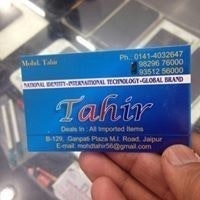 Mohd. Tahir
Ph.: 0141-4032647
98296 76000
93512 56000
NATIONAL IDENTITY•INTERNAITIONAL TECHNOLOGY•GLOBAL BRAND
Tahir
Deals In : All Imported Items
B-129, Ganpati Plaza M.I. Road, Jaipur
E-mail: mohdtahir56@gmail.com